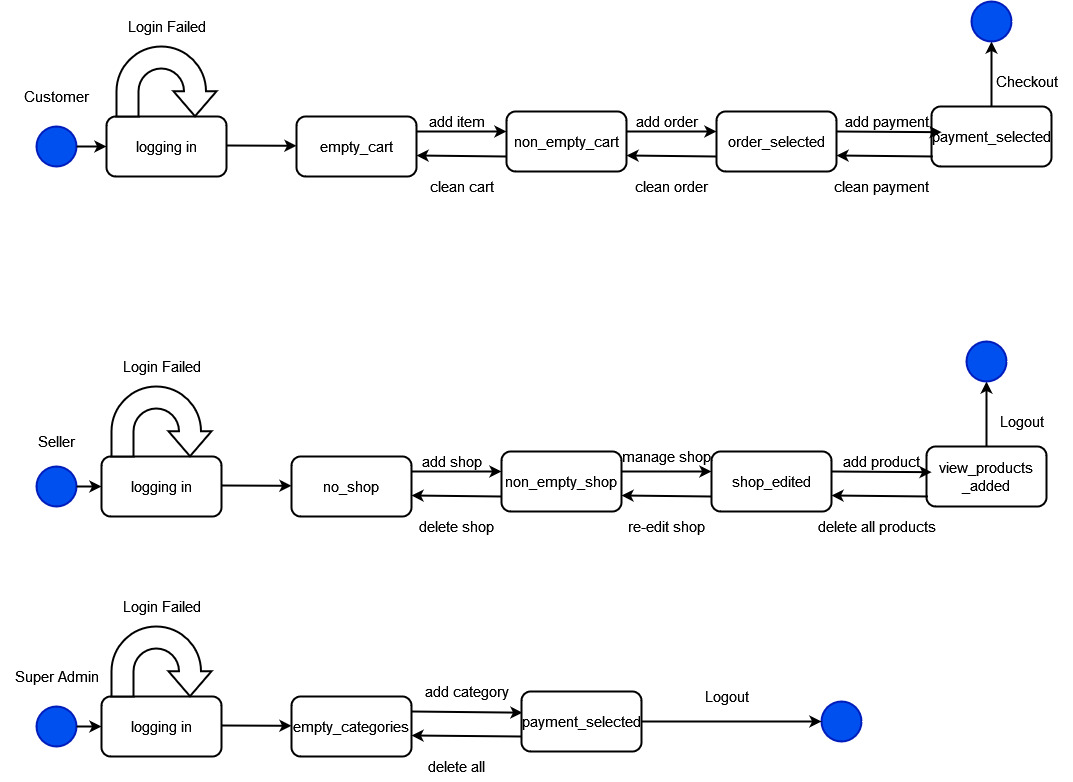 Login Failed
Customer
Checkout
logging in
empty_cart
add item
clean cart
non_empty_cart
add order
clean order
order_selected
add payment
clean payment
payment_selected
Login Failed
Seller
Logout
logging in
no_shop
add shop
delete shop
non_empty_shop
manage shop
re-edit shop
shop_edited
add product
delete all products
view_products
_added
Login Failed
Super Admin
logging in
empty_categories
add category
delete all
payment_selected
Logout